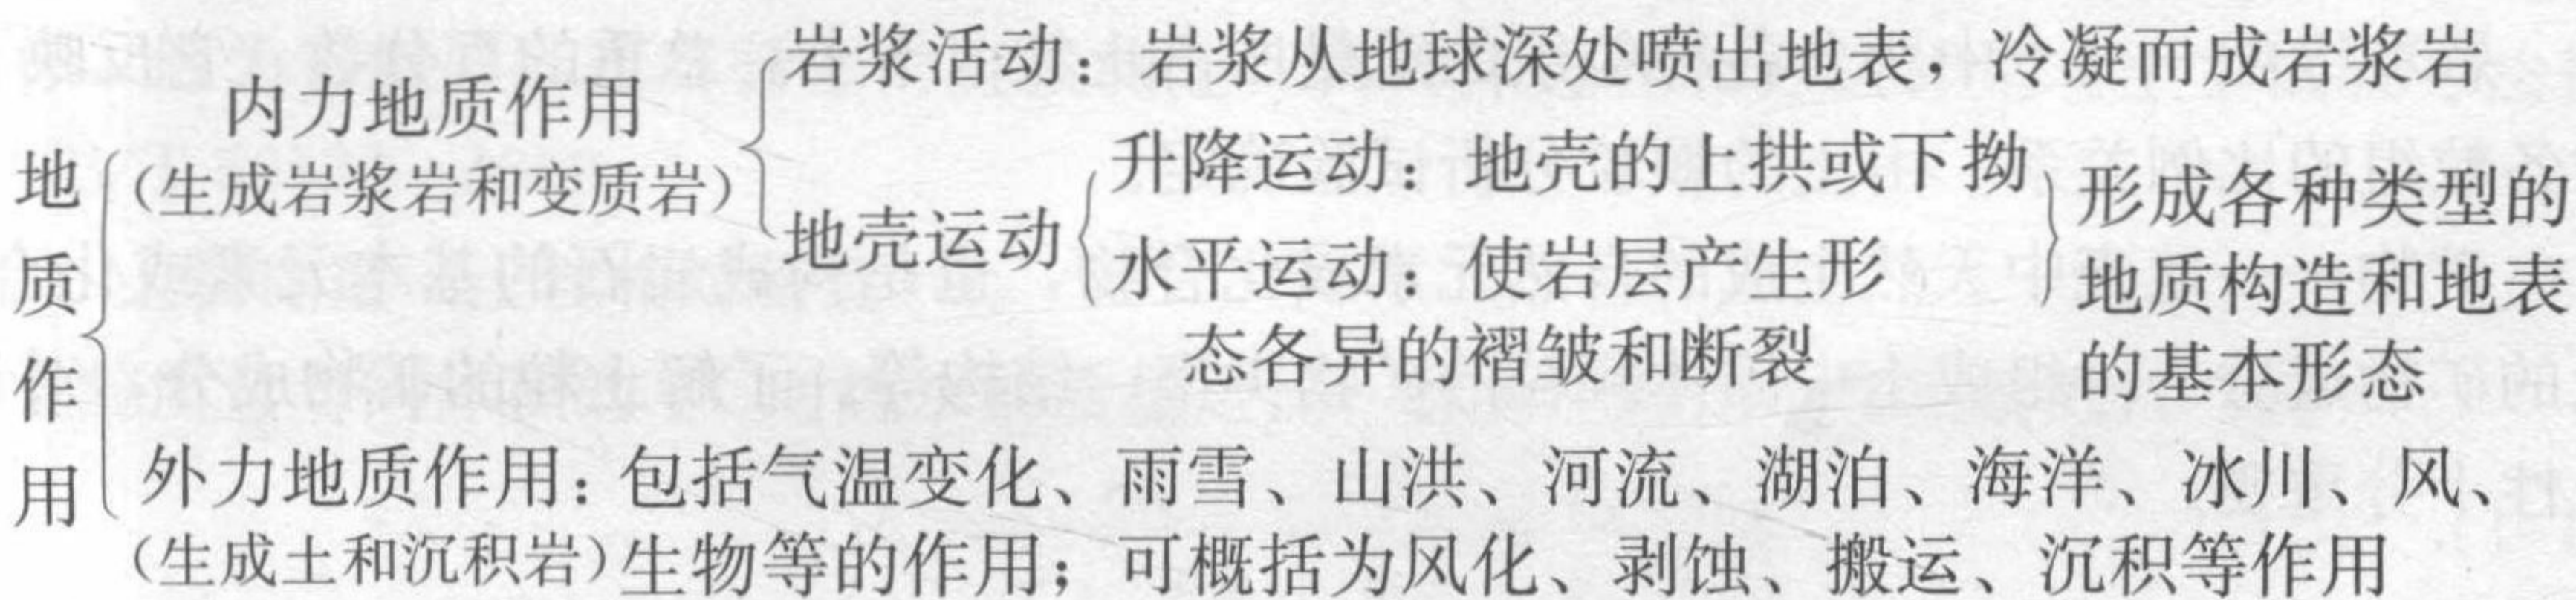 地质作用
内力地质作用
（生成岩浆岩和变质岩）
岩浆活动：岩浆从地球深处喷出地表，冷凝而成岩浆岩
地壳运动
升降运动：地壳的上拱或下拗
水平运动：使岩层产生形
态各异的褶皱和断裂
形成各种类型的
地质构造和地表
的基本形态
外力地质作用：包括气温变化、雨雪、山洪、河流、湖泊、海洋、冰川、风、
（生成土和沉积岩）生物等的作用；可概括为风化、剥蚀、搬运、沉积等作用